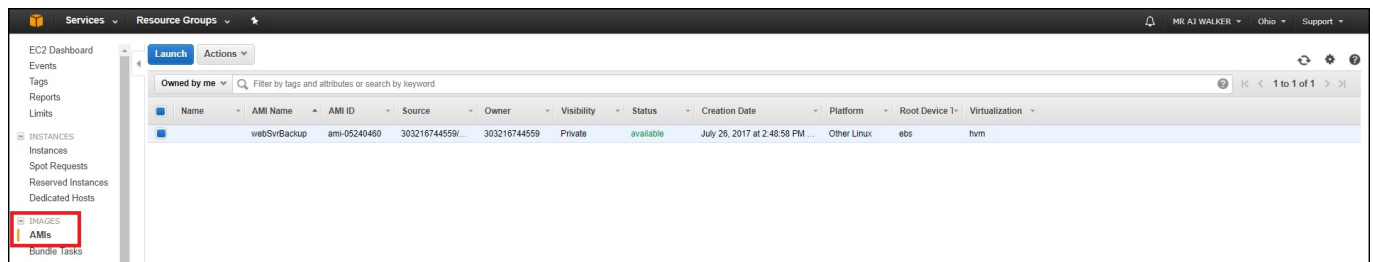 Services Resource Groups MR AJ WALKER Ohio Support
EC2 Dashboard
Events
Tags
Reports
Limits
INSTANCES
Instances
Spot Requests
Reserved Instances
Dedicated Hosts
IMAGES
AMIs
Bundle Tasks
Launch Actions
Owned by me Filter by tags and attributes or search by keyword 1 to 1 of 1
Name AMI Name AMI ID Source Owner Visibility Status Creation Date Platform Root Device T Virtualization
webSvrBackup ami-05240460 303216744559/... 303216744559 Private available July 26, 2017 at 2:48:58 PM ... Other Linux ebs hvm